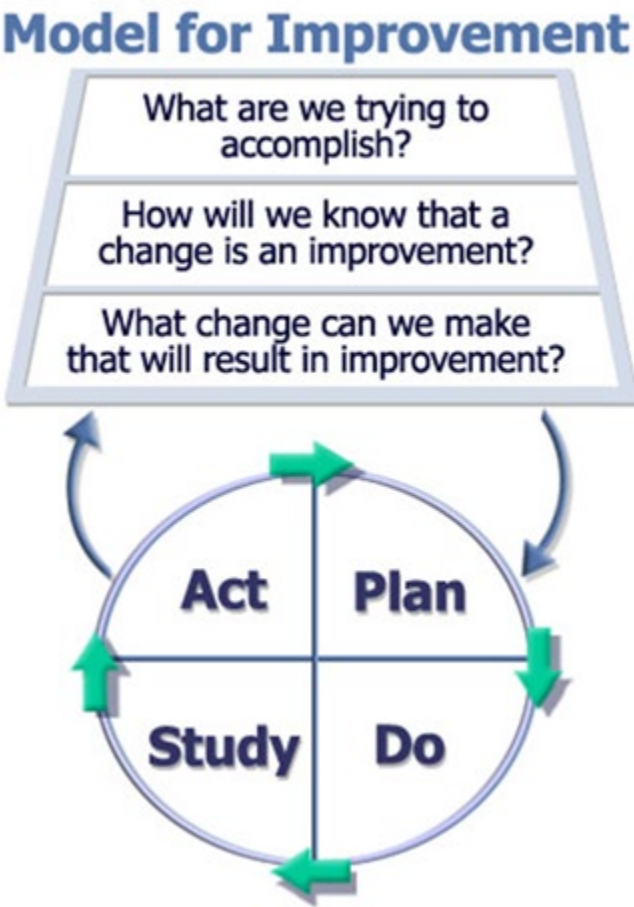 Model for Improvement
What are we trying to
accomplish?
How will we know that a
change is an improvement?
What change can we make
that will result in improvement?
Act
Plan
Study
Do